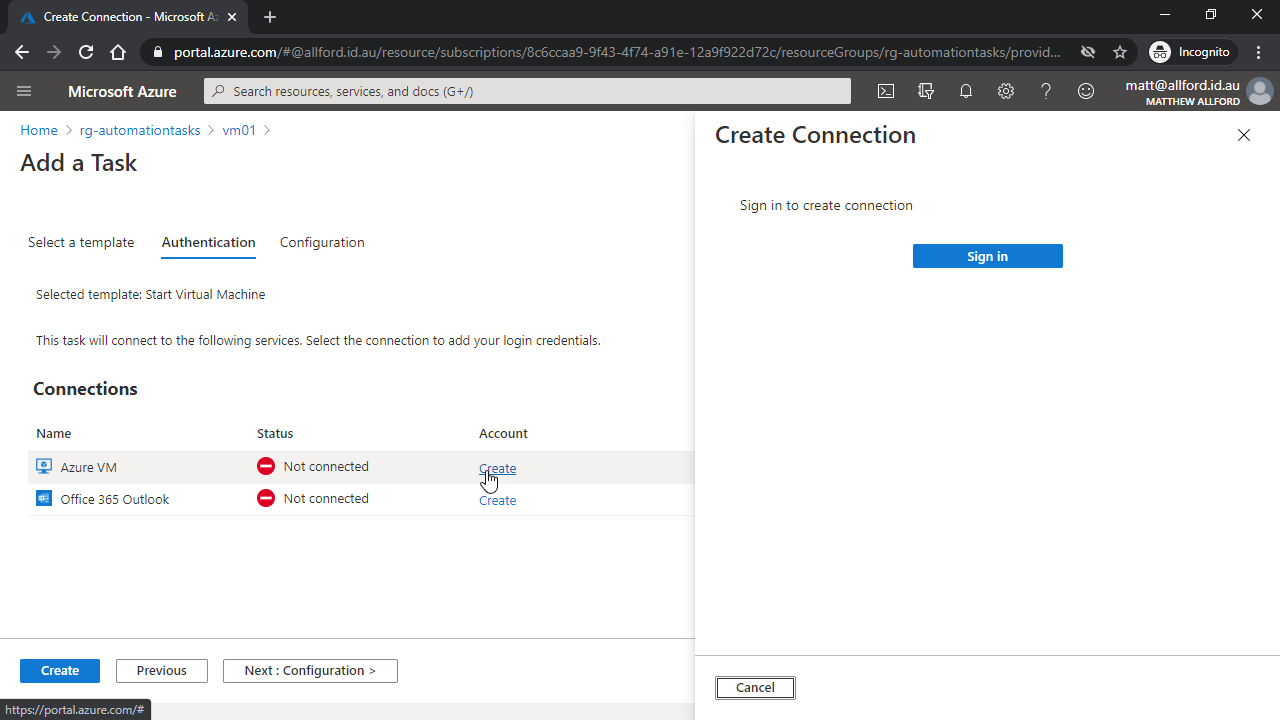 Create Connection - Microsoft Az
portal.azure.com/#@allford.id.au/resource/subscriptions/8c6ccaa9-9f43-4f74-a91e-12a9f922d72c/resourceGroups/rg-automationtasks/provid...
Incognito
Microsoft Azure
Search resources, services, and docs (G+/)
matt@allford.id.au
MATTHEW ALLFORD
Home > rg-automationtasks > vm01 >
Add a Task
Select a template Authentication Configuration
Selected template: Start Virtual Machine
This task will connect to the following services. Select the connection to add your login credentials.
Connections
Name Status Account
Azure VM Not connected Create
Office 365 Outlook Not connected Create
Create Previous Next : Configuration >
https://portal.azure.com/#
Create Connection
Sign in to create connection
Sign in
Cancel